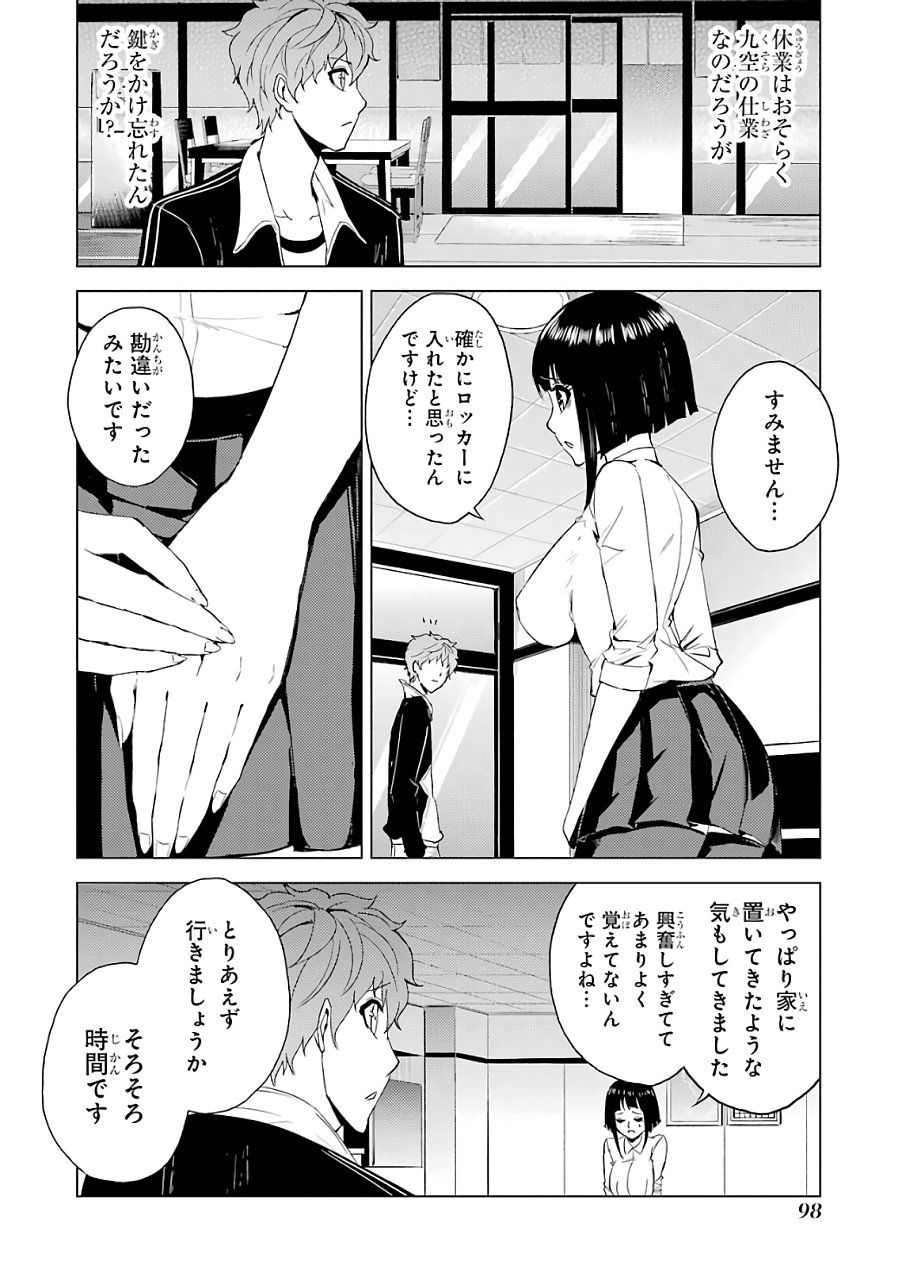 休業はおそらく
九空の仕業
なのだろうが
鍵をかけ忘れたん
だろうか!?
すみません…
確かにロッカーに
入れたと思ったん
ですけど…
勘違いだった
みたいです
やっぱり家に
置いてきたような
気もしてきました
興奮しすぎてて
あまりよく
覚えてないん
ですよね…
とりあえず
行きましょうか
そろそろ
時間です
98